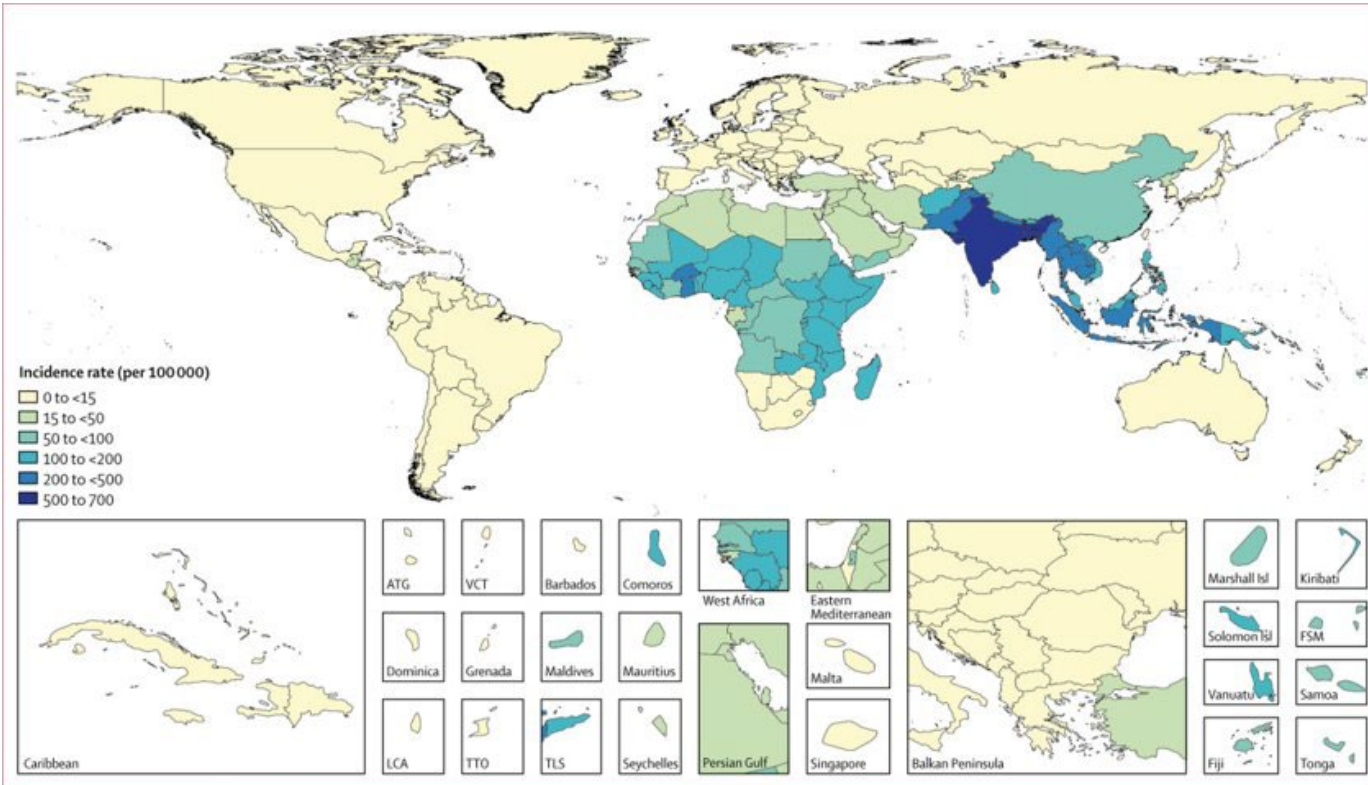 Incidence rate (per 100 000)
0 to <15
15 to <50
50 to <100
100 to <200
200 to <500
500 to 700
Caribbean
ATG
VCT
Barbados
Comoros
West Africa
Eastern
Mediterranean
Dominica
Grenada
Maldives
Mauritius
Malta
LCA
TTO
TLS
Seychelles
Persian Gulf
Singapore
Balkan Peninsula
Marshall Isl
Kiribati
Solomon Isl
FSM
Vanuatu
Samoa
Fiji
Tonga